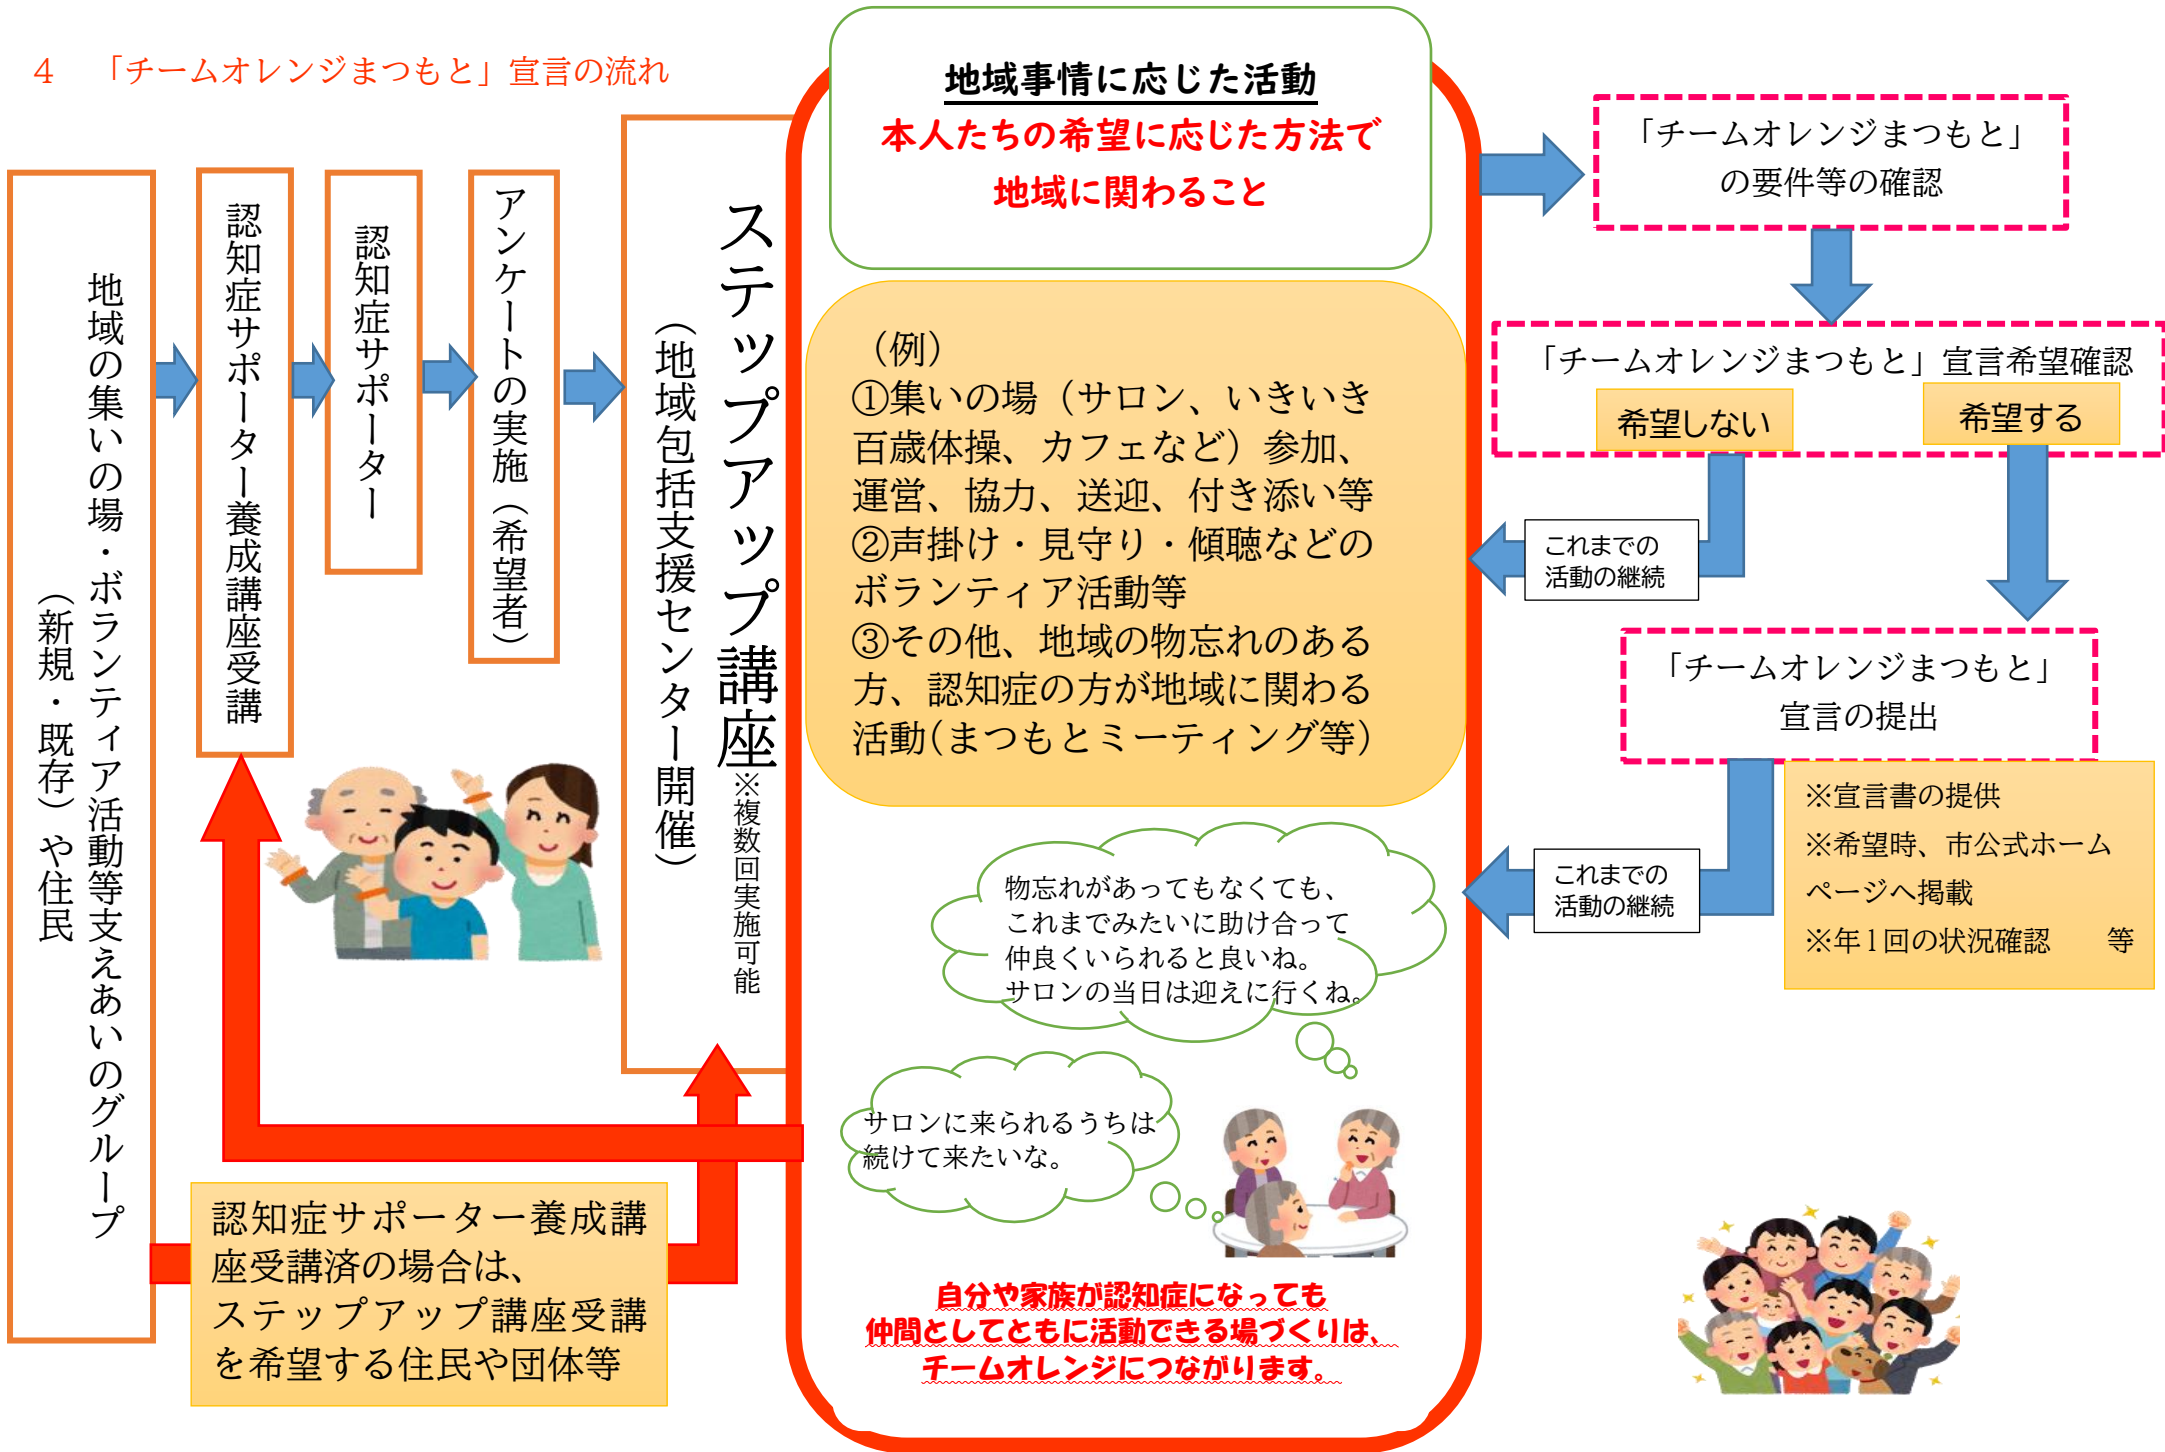 ４　「チームオレンジまつもと」宣言の流れ
地域の集いの場・ボランティア活動等支えあいのグループ
（新規・既存）や住民
認知症サポーター養成講座受講
認知症サポーター
アンケートの実施（希望者）
ステップアップ講座※複数回実施可能
（地域包括支援センター開催）
認知症サポーター養成講
座受講済の場合は、
ステップアップ講座受講
を希望する住民や団体等
地域事情に応じた活動
本人たちの希望に応じた方法で
地域に関わること
（例）
①集いの場（サロン、いきいき
百歳体操、カフェなど）参加、
運営、協力、送迎、付き添い等
②声掛け・見守り・傾聴などの
ボランティア活動等
③その他、地域の物忘れのある
方、認知症の方が地域に関わる
活動(まつもとミーティング等）
物忘れがあってもなくても、
これまでみたいに助け合って
仲良くいられると良いね。
サロンの当日は迎えに行くね。
サロンに来られるうちは
続けて来たいな。
自分や家族が認知症になっても
仲間としてともに活動できる場づくりは、
チームオレンジにつながります。
「チームオレンジまつもと」
の要件等の確認
「チームオレンジまつもと」宣言希望確認
希望しない
希望する
これまでの
活動の継続
「チームオレンジまつもと」
宣言の提出
※宣言書の提供
※希望時、市公式ホーム
ページへ掲載
※年１回の状況確認　　等
これまでの
活動の継続